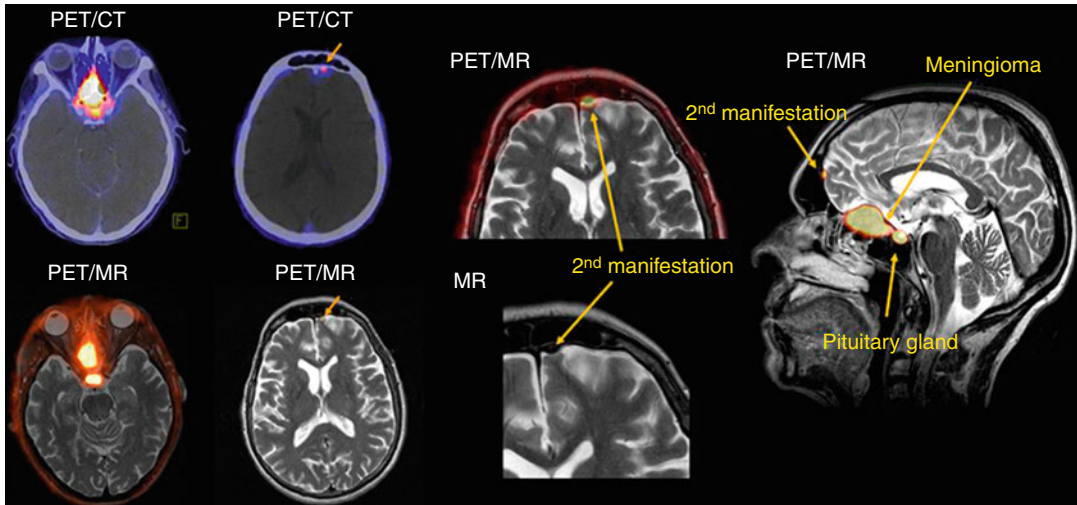 PET/CT
PET/CT
PET/MR
PET/MR
Meningioma
2nd manifestation
F
PET/MR
PET/MR
MR
2nd manifestation
Pituitary gland